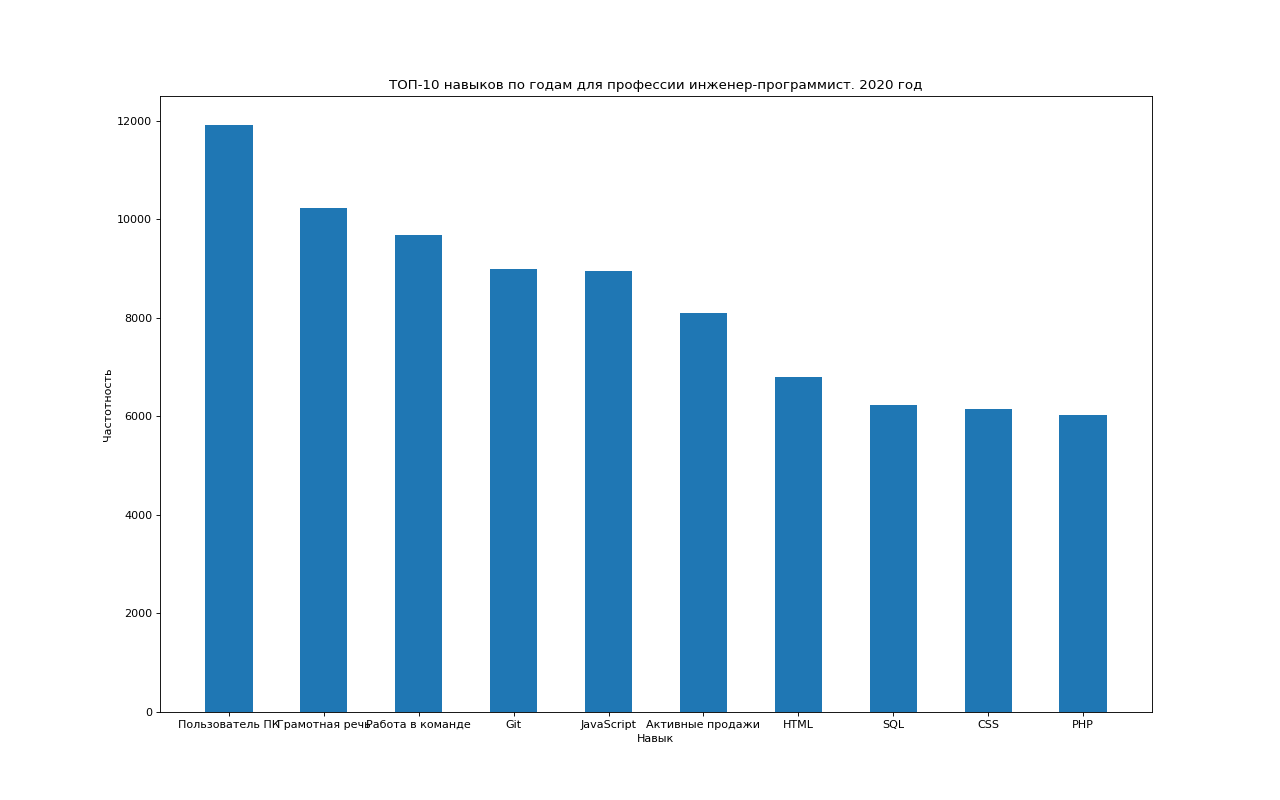 ТОП-10 навыков по годам для профессии инженер-программист. 2020 год
12000
10000
8000
6000
4000
2000
0
Частотность
Пользователь ПК Грамотная речь Работа в команде Git JavaScript Активные продажи HTML SQL CSS PHP
Навык